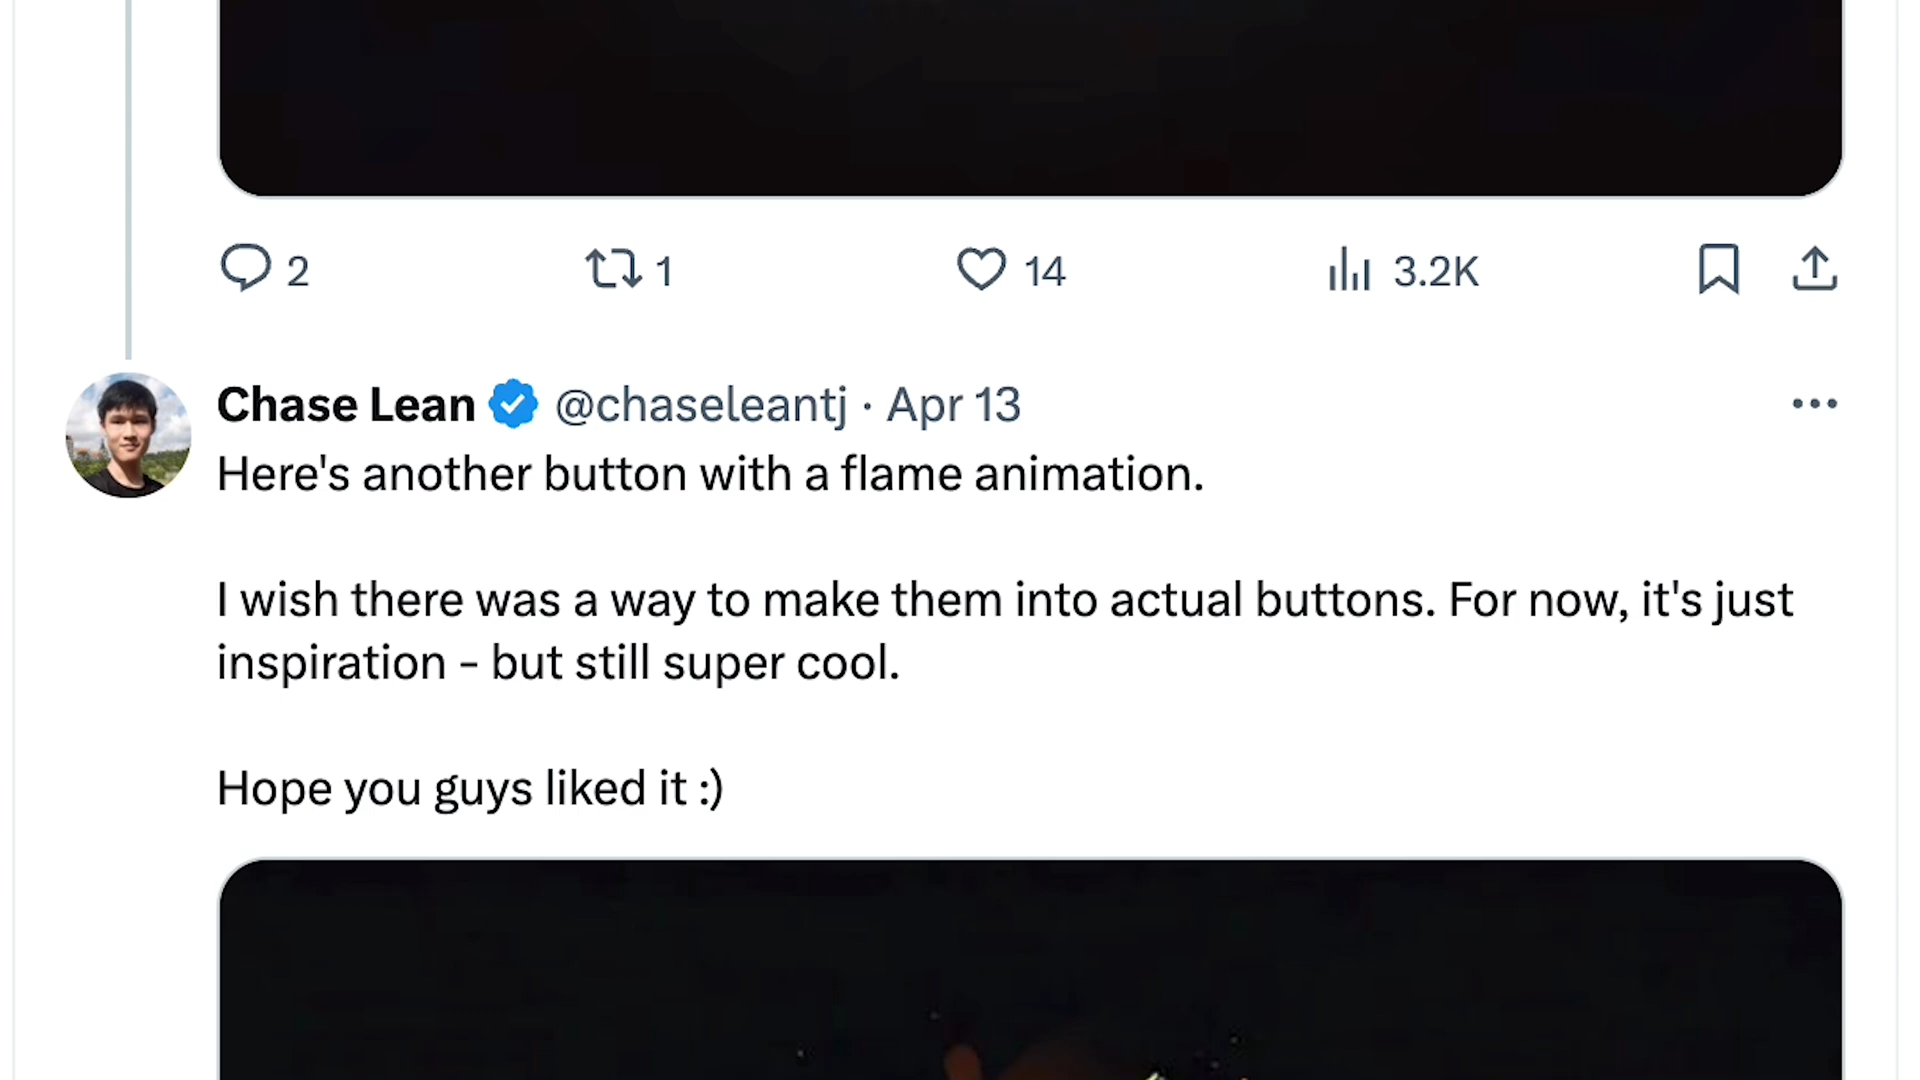 2 1 14 3.2K
Chase Lean @chaseleantj · Apr 13
Here's another button with a flame animation.
I wish there was a way to make them into actual buttons. For now, it's just
inspiration - but still super cool.
Hope you guys liked it :)